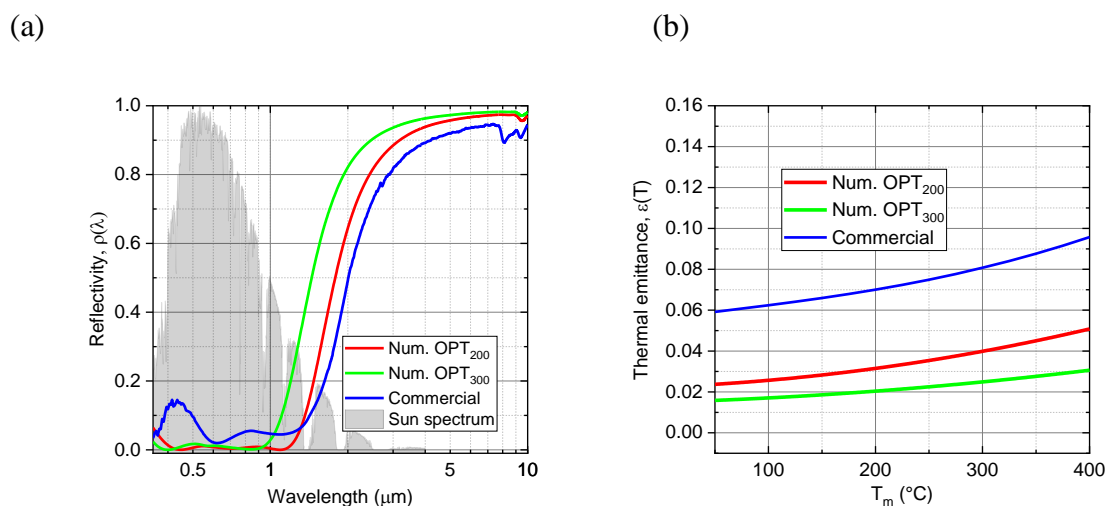 (a)
(b)
1.0
0.8
0.6
0.4
0.2
0.0
0.5
1
1
5
10
10
Reflectivity, ρ(λ)
Wavelength (μm)
Num. OPT200
Num. OPT300
Commercial
Sun spectrum
0.16
0.14
0.12
0.10
0.08
0.06
0.04
0.02
0.00
100
200
300
400
Thermal emittance, ε(T)
Tm (°C)
Num. OPT200
Num. OPT300
Commercial